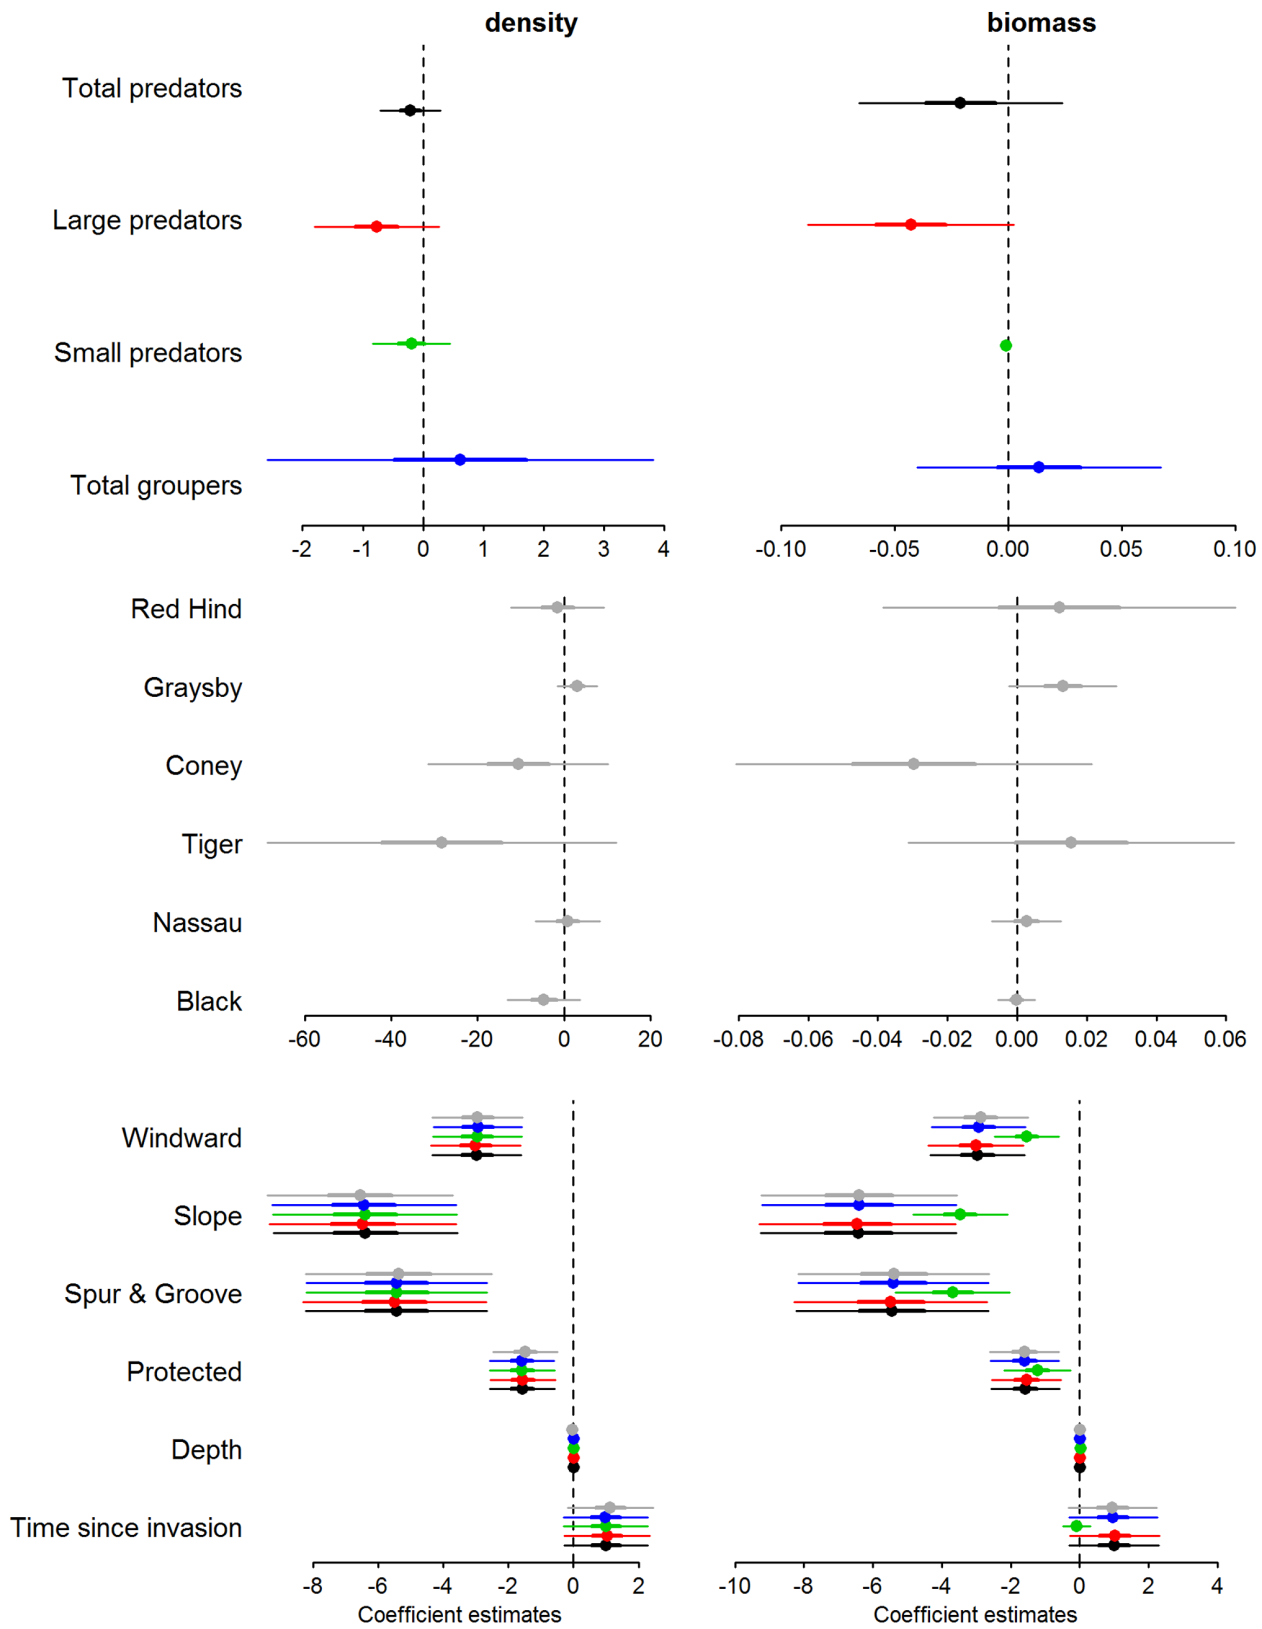 density biomass
Total predators
Large predators
Small predators
Total groupers
-2 -1 0 1 2 3 4 -0.10 -0.05 0.00 0.05 0.10
Red Hind
Graysby
Coney
Tiger
Nassau
Black
-60 -40 -20 0 20 -0.08 -0.06 -0.04 -0.02 0.00 0.02 0.04 0.06
Windward
Slope
Spur & Groove
Protected
Depth
Time since invasion
-8 -6 -4 -2 0 2 -10 -8 -6 -4 -2 0 2 4
Coefficient estimates Coefficient estimates